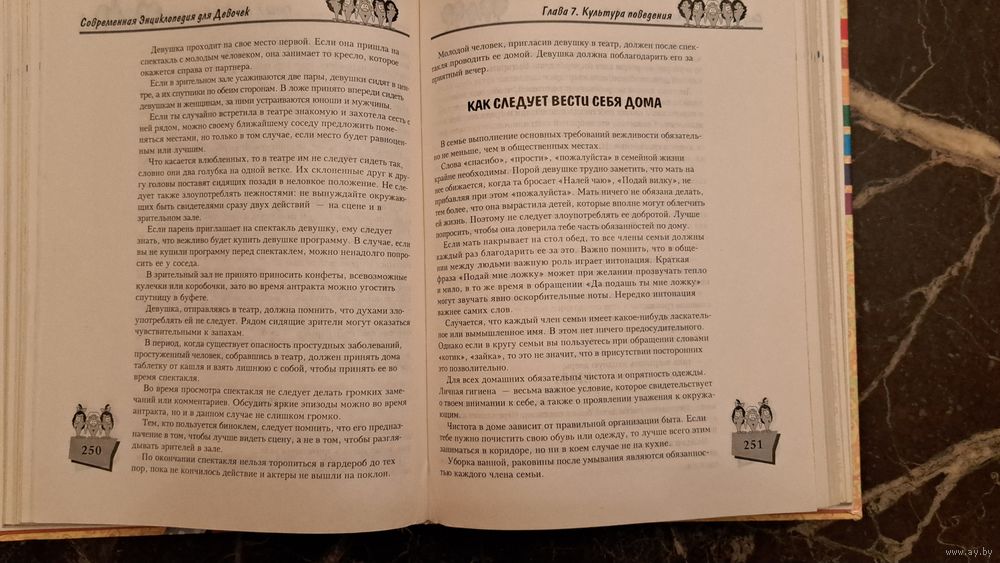 Современная Энциклопедия для Девочек
Девушка проходит на свое место первой. Если она пришла на
спектакль с молодым человеком, она занимает то кресло, которое
окажется справа от партнера.
Если в зрительном зале усаживаются две пары, девушки сидят в цен-
тре, а их спутники по обеим сторонам. В ложе принято впереди сидеть
девушкам и женщинам, за ними устраиваются юноши и мужчины.
Если ты случайно встретила в театре знакомую и захотела сесть с
ней рядом, можно своему ближайшему соседу предложить поме-
няться местами, но только в том случае, если место будет равноцен-
ным или лучшим.
Что касается влюбленных, то в театре им не следует сидеть так,
словно они два голубка на одной ветке. Их склоненные друг к дру-
гу головы поставят сидящих позади в неловкое положение. Не сле-
дует также злоупотреблять нежностями: не вынуждайте окружаю-
щих быть свидетелями сразу двух действий — на сцене и в
зрительном зале.
Если парень приглашает на спектакль девушку, ему следует
знать, что вежливо будет купить девушке программу. В случае, если
вы не купили программу перед спектаклем, можно ненадолго попро-
сить ее у соседа.
В зрительный зал не принято приносить конфеты, всевозможные
кулечки или коробочки, зато во время антракта можно угостить
спутницу в буфете.
Девушка, отправляясь в театр, должна помнить, что духами зло-
употреблять ей не следует. Рядом сидящие зрители могут оказаться
чувствительными к запахам.
В период, когда существует опасность простудных заболеваний,
простуженный человек, собравшись в театр, должен принять дома
таблетку от кашля и взять лишнюю с собой, чтобы принять ее во
время спектакля.
Во время просмотра спектакля не следует делать громких заме-
чаний или комментариев. Обсудить яркие эпизоды можно во время
антракта, но и в данном случае не слишком громко.
Тем, кто пользуется биноклем, следует помнить, что его предназ-
начение в том, чтобы лучше видеть сцену, а не в том, чтобы разгля-
дывать зрителей в зале.
По окончании спектакля нельзя торопиться в гардероб до тех
пор, пока не кончилось действие и актеры не вышли на поклон.
250
Глава 7. Культура поведения
Молодой человек, пригласив девушку в театр, должен после спек-
такля проводить ее домой. Девушка должна поблагодарить его за
приятный вечер.
КАК СЛЕДУЕТ ВЕСТИ СЕБЯ ДОМА
В семье выполнение основных требований вежливости обязатель-
но не меньше, чем в общественных местах.
Слова «спасибо», «прости», «пожалуйста» в семейной жизни
крайне необходимы. Порой девушке трудно заметить, что мать на
нее обижается, когда та бросает «Налей чаю», «Подай вилку», не
прибавляя при этом «пожалуйста». Мать ничего не обязана делать,
тем более, что она вырастила детей, которые вполне могут облегчить
ей жизнь. Поэтому не следует злоупотреблять ее добротой. Лучше
попросить, чтобы она доверила тебе часть обязанностей по дому.
Если мать накрывает на стол обед, то все члены семьи должны
каждый раз благодарить ее за это. Важно помнить, что в обще-
нии между людьми важную роль играет интонация. Краткая
фраза «Подай мне ложку» может при желании прозвучать тепло
и мило, в то же время в обращении «Да подашь ты мне ложку»
могут звучать явно оскорбительные ноты. Нередко интонация
важнее самих слов.
Случается, что каждый член семьи имеет какое-нибудь ласкатель-
ное или вымышленное имя. В этом нет ничего предосудительного.
Однако если в кругу семьи вы пользуетесь при обращении словами
«котик», «зайка», то это не значит, что в присутствии посторонних
это позволительно.
Для всех домашних обязательны чистота и опрятность одежды.
Личная гигиена — весьма важное условие, которое свидетельствует
о твоем внимании к себе, а также о проявлении уважения к окружа-
ющим.
Чистота в доме зависит от правильной организации быта. Если
тебе нужно почистить свою обувь или одежду, то лучше всего этим
заниматься в коридоре, но ни в коем случае не на кухне.
Уборка ванной, раковины после умывания являются обязаннос-
тью каждого члена семьи.
251
www.ay.by